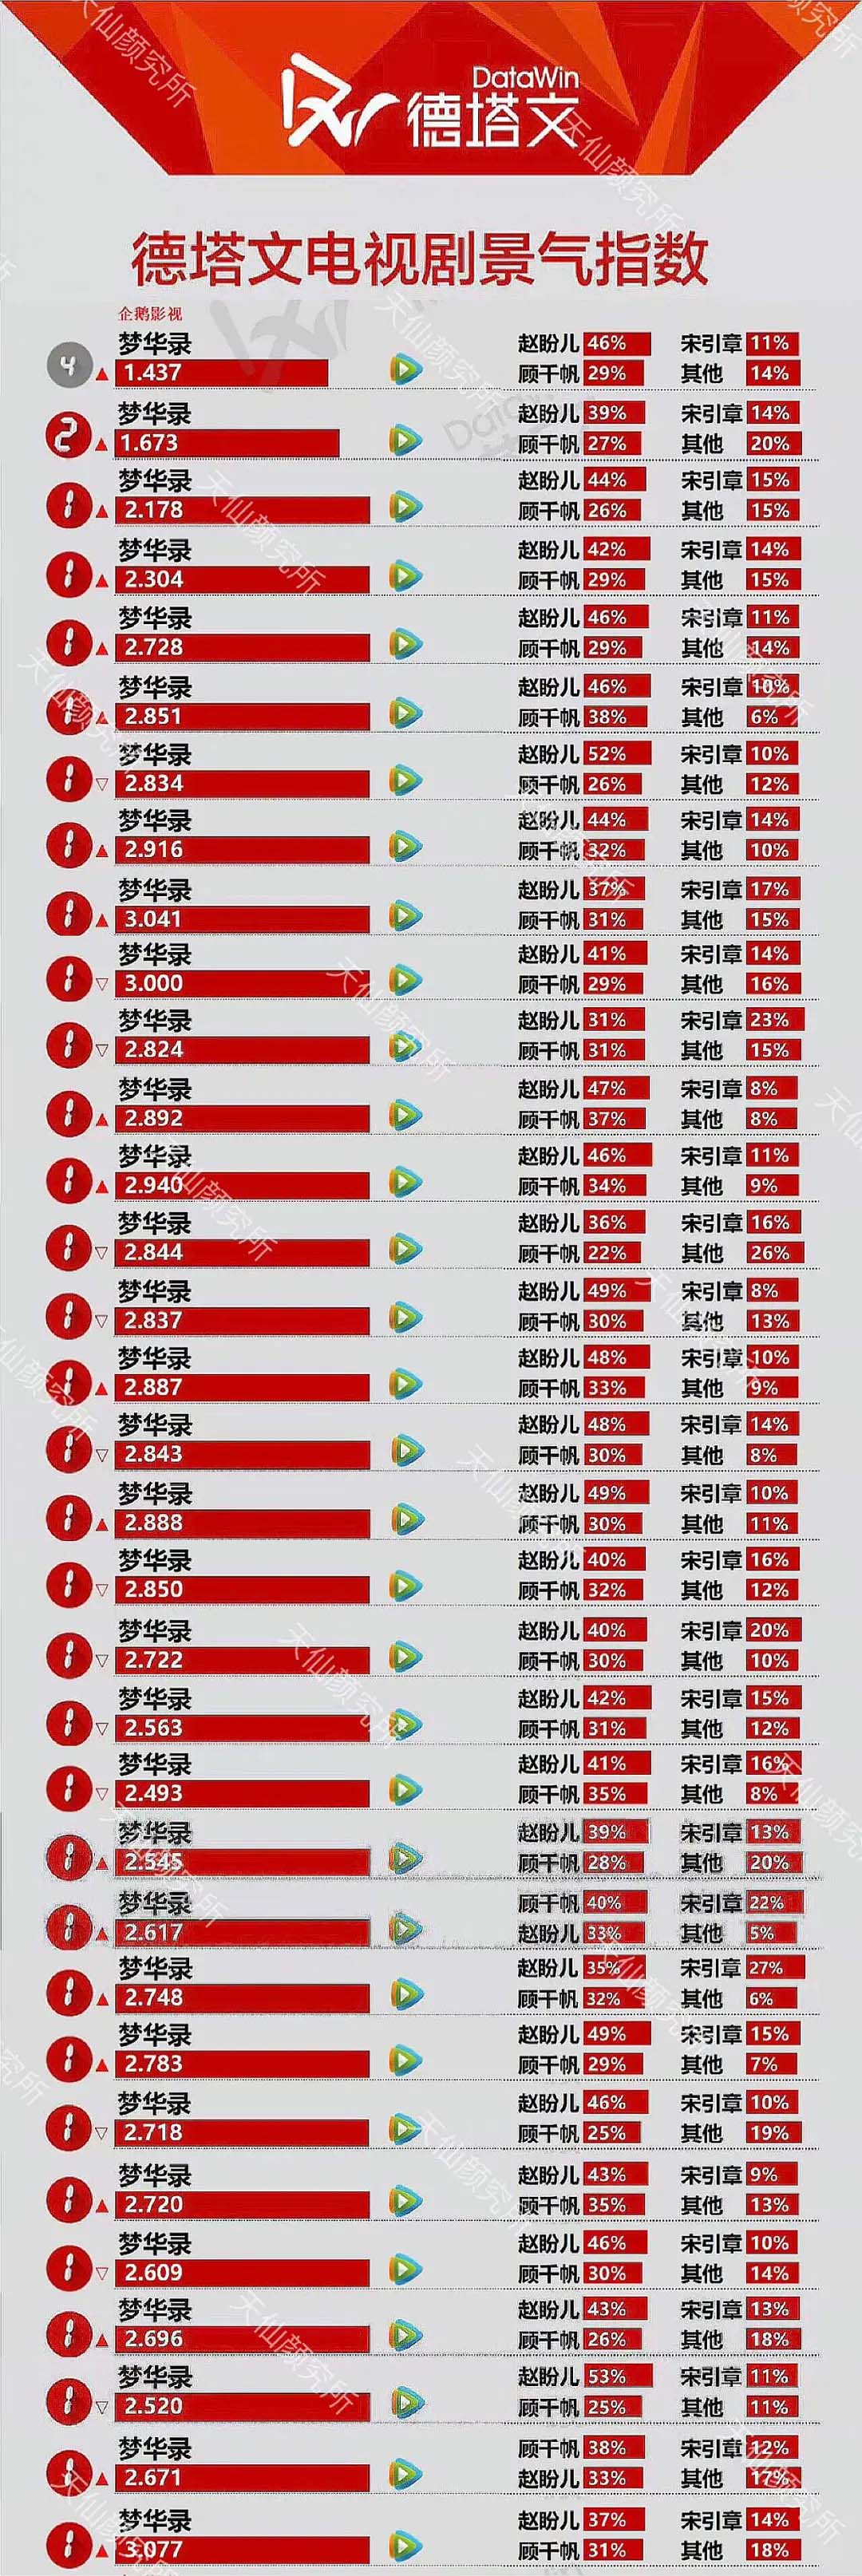 DataWin
德塔文
德塔文电视剧景气指数
企鹅影视
4 梦华录 1.437 赵盼儿 46% 宋引章 11%
顾千帆 29% 其他 14%
2 梦华录 1.673 赵盼儿 39% 宋引章 14%
顾千帆 27% 其他 20%
1 梦华录 2.178 赵盼儿 44% 宋引章 15%
顾千帆 26% 其他 15%
1 梦华录 2.304 赵盼儿 42% 宋引章 14%
顾千帆 29% 其他 15%
1 梦华录 2.728 赵盼儿 46% 宋引章 11%
顾千帆 29% 其他 14%
1 梦华录 2.851 赵盼儿 46% 宋引章 10%
顾千帆 38% 其他 6%
1 梦华录 2.834 赵盼儿 52% 宋引章 10%
顾千帆 26% 其他 12%
1 梦华录 2.916 赵盼儿 44% 宋引章 14%
顾千帆 32% 其他 10%
1 梦华录 3.041 赵盼儿 37% 宋引章 17%
顾千帆 31% 其他 15%
1 梦华录 3.000 赵盼儿 41% 宋引章 14%
顾千帆 29% 其他 16%
1 梦华录 2.824 赵盼儿 31% 宋引章 23%
顾千帆 31% 其他 15%
1 梦华录 2.892 赵盼儿 47% 宋引章 8%
顾千帆 37% 其他 8%
1 梦华录 2.940 赵盼儿 46% 宋引章 11%
顾千帆 34% 其他 9%
1 梦华录 2.844 赵盼儿 36% 宋引章 16%
顾千帆 22% 其他 26%
1 梦华录 2.837 赵盼儿 49% 宋引章 8%
顾千帆 30% 其他 13%
1 梦华录 2.887 赵盼儿 48% 宋引章 10%
顾千帆 33% 其他 9%
1 梦华录 2.843 赵盼儿 48% 宋引章 14%
顾千帆 30% 其他 8%
1 梦华录 2.888 赵盼儿 49% 宋引章 10%
顾千帆 30% 其他 11%
1 梦华录 2.850 赵盼儿 40% 宋引章 16%
顾千帆 32% 其他 12%
1 梦华录 2.722 赵盼儿 40% 宋引章 20%
顾千帆 30% 其他 10%
1 梦华录 2.563 赵盼儿 42% 宋引章 15%
顾千帆 31% 其他 12%
1 梦华录 2.493 赵盼儿 41% 宋引章 16%
顾千帆 35% 其他 8%
1 梦华录 2.545 赵盼儿 39% 宋引章 13%
顾千帆 28% 其他 20%
1 梦华录 2.617 顾千帆 40% 宋引章 22%
赵盼儿 33% 其他 5%
1 梦华录 2.748 赵盼儿 35% 宋引章 27%
顾千帆 32% 其他 6%
1 梦华录 2.783 赵盼儿 49% 宋引章 15%
顾千帆 29% 其他 7%
1 梦华录 2.718 赵盼儿 46% 宋引章 10%
顾千帆 25% 其他 19%
1 梦华录 2.720 赵盼儿 43% 宋引章 9%
顾千帆 35% 其他 13%
1 梦华录 2.609 赵盼儿 46% 宋引章 10%
顾千帆 30% 其他 14%
1 梦华录 2.696 赵盼儿 43% 宋引章 13%
顾千帆 26% 其他 18%
1 梦华录 2.520 赵盼儿 53% 宋引章 11%
顾千帆 25% 其他 11%
1 梦华录 2.671 顾千帆 38% 宋引章 12%
赵盼儿 33% 其他 17%
1 梦华录 3.077 赵盼儿 37% 宋引章 14%
顾千帆 31% 其他 18%
天仙颜究所